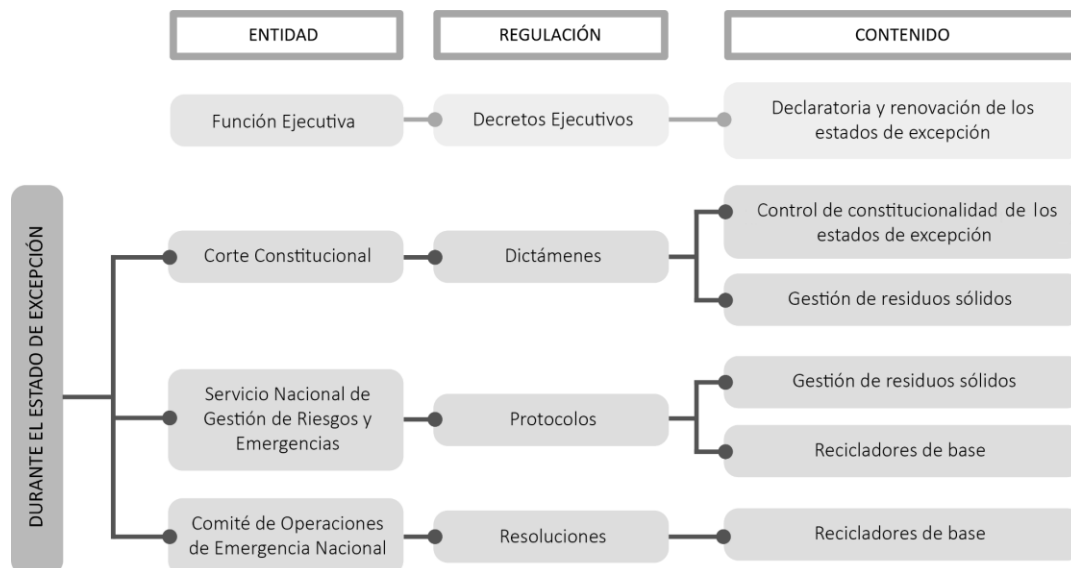 ENTIDAD
REGULACIÓN
CONTENIDO
Función Ejecutiva
Decretos Ejecutivos
Declaratoria y renovación de los
estados de excepción
DURANTE EL ESTADO DE EXCEPCIÓN
Corte Constitucional
Dictámenes
Control de constitucionalidad de los
estados de excepción
Gestión de residuos sólidos
Servicio Nacional de
Gestión de Riesgos y
Emergencias
Protocolos
Gestión de residuos sólidos
Recicladores de base
Comité de Operaciones
de Emergencia Nacional
Resoluciones
Recicladores de base